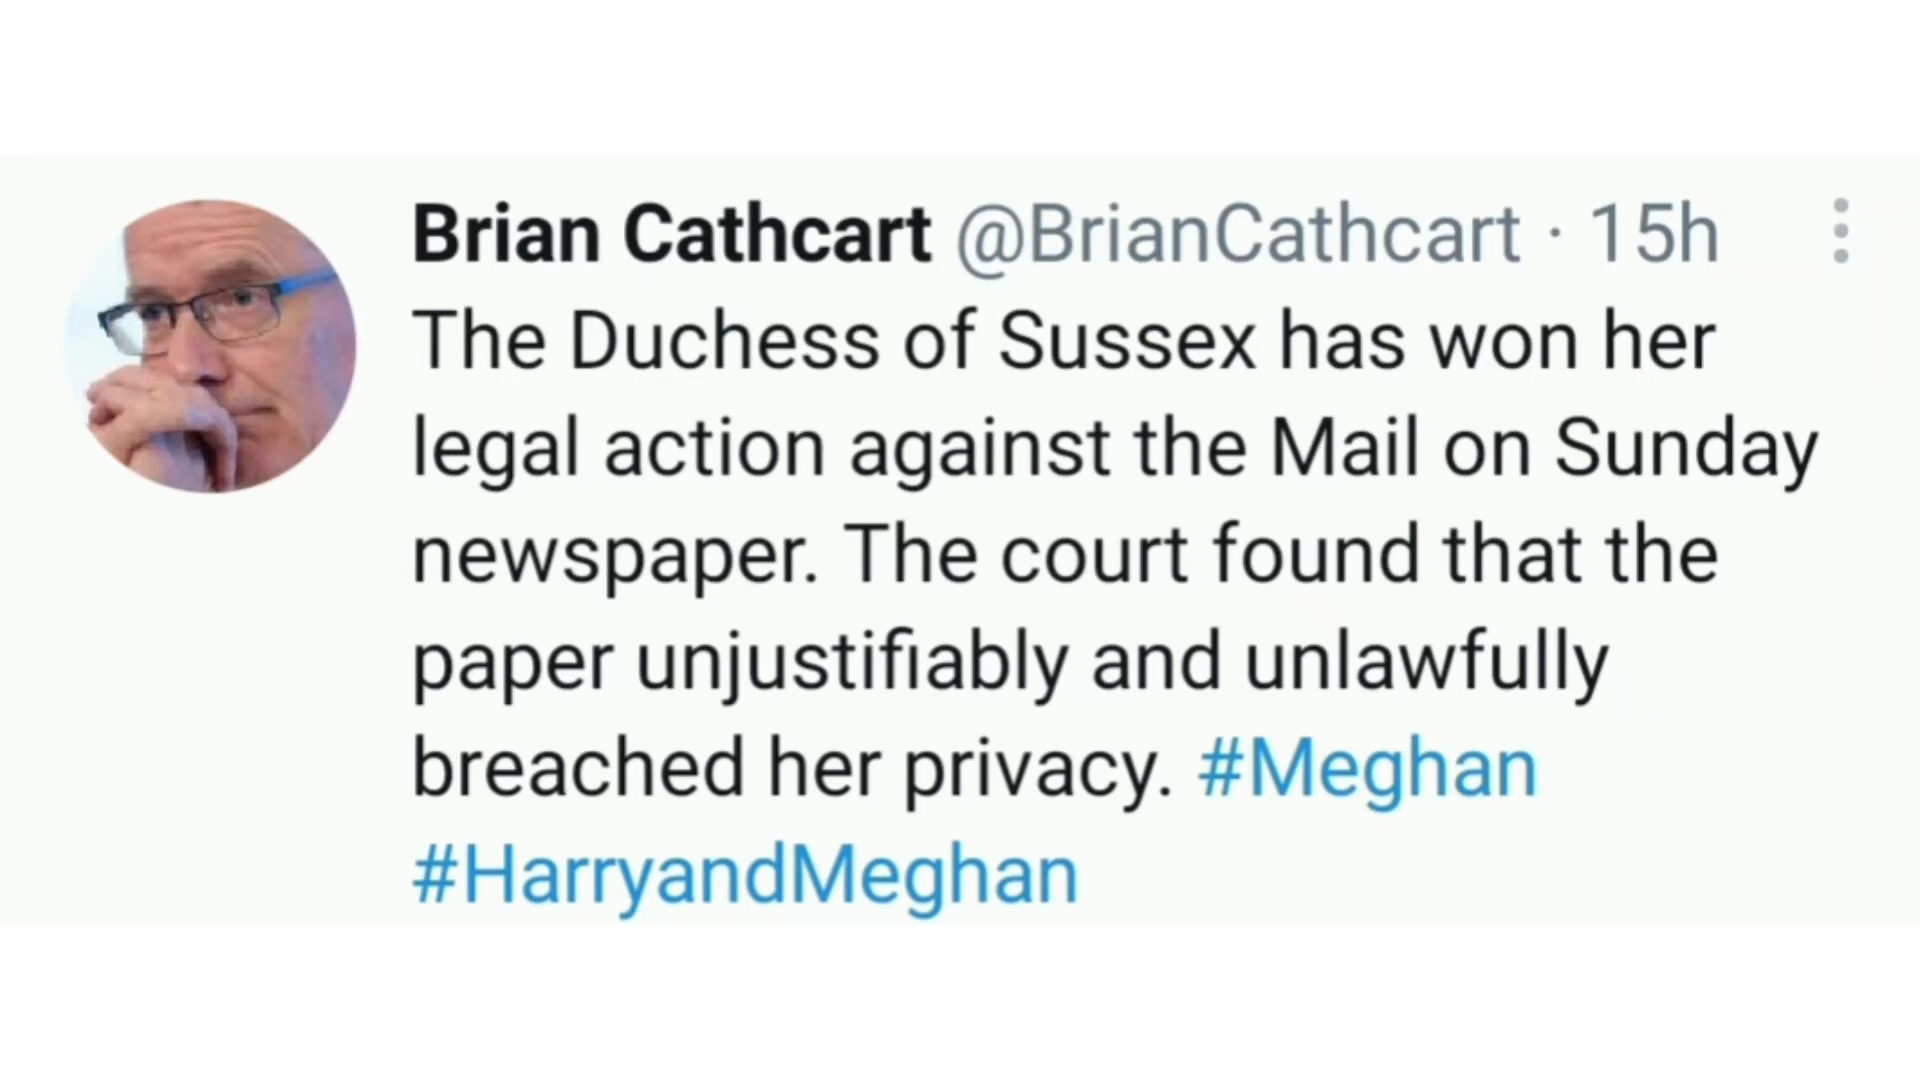 Brian Cathcart @BrianCathcart · 15h
The Duchess of Sussex has won her
legal action against the Mail on Sunday
newspaper. The court found that the
paper unjustifiably and unlawfully
breached her privacy. #Meghan
#HarryandMeghan